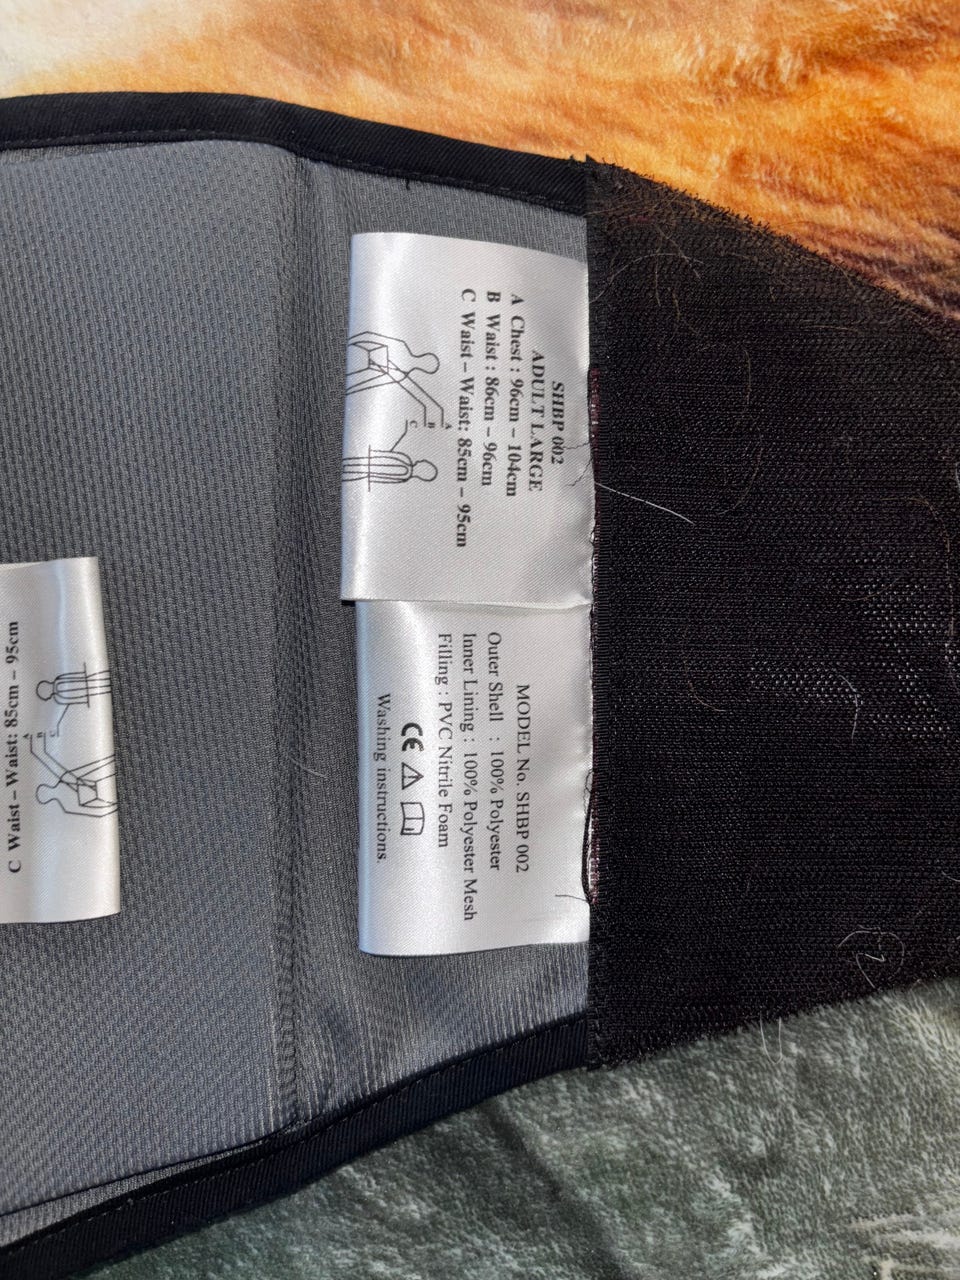 SHBP 002
ADULT LARGE
A Chest : 96cm – 104cm
B Waist : 86cm – 96cm
C Waist – Waist: 85cm – 95cm
A
B
C
MODEL No. SHBP 002
Outer Shell : 100% Polyester
Inner Lining : 100% Polyester Mesh
Filling : PVC Nitrile Foam
CE
Washing instructions.
C Waist – Waist: 85cm – 95cm
A
B
C